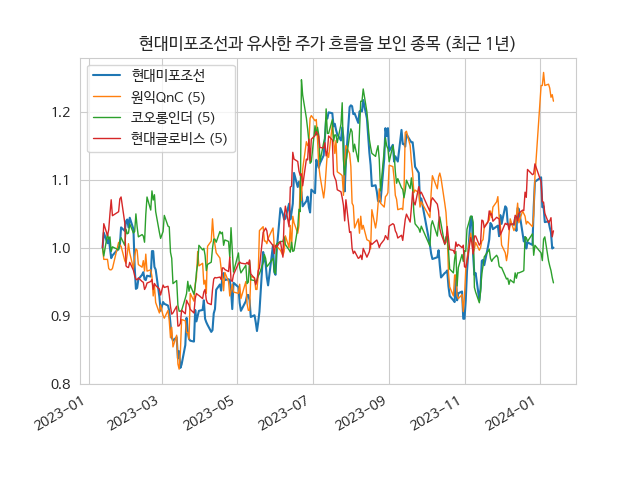 현대미포조선과 유사한 주가 흐름을 보인 종목 (최근 1년)
현대미포조선
원익QnC (5)
코오롱인더 (5)
현대글로비스 (5)
1.2
1.1
1.0
0.9
0.8
2023-01
2023-03
2023-05
2023-07
2023-09
2023-11
2024-01